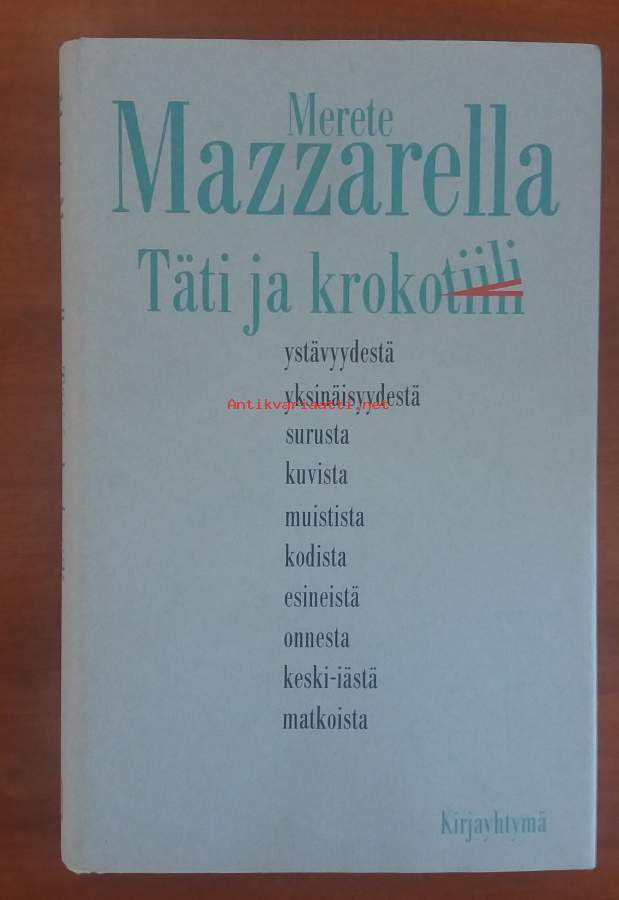 Merete
Mazzarella
Täti ja krokotiili
ystävyydestä
yksinäisyydestä
Antikvariaatti.net
surusta
kuvista
muistista
kodista
esineistä
onnesta
keski-iästä
matkoista
Kirjayhtymä